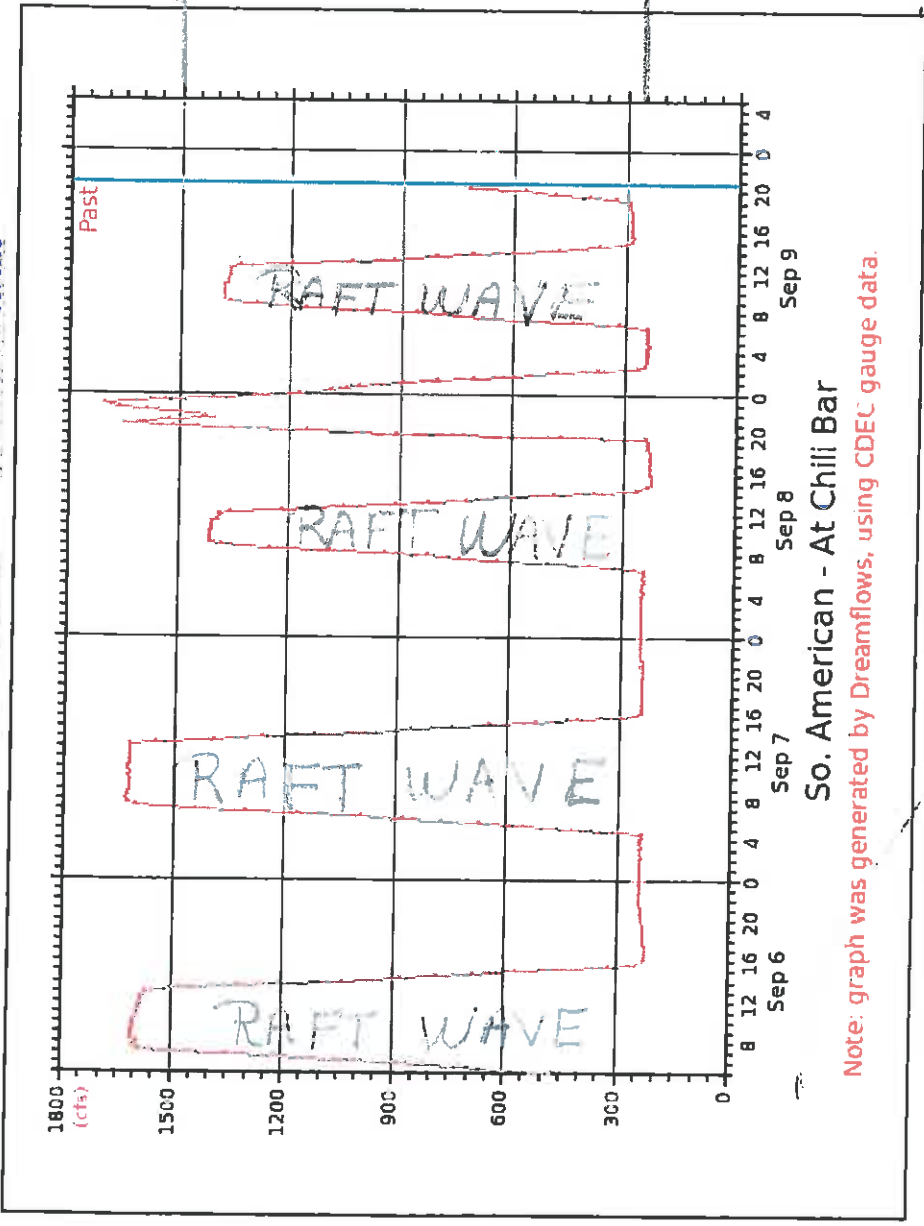 Past
1800
(cfs)
1500
1200
900
600
300
0
RAFT WAVE
RAFT WAVE
RAFT WAVE
RAFT WAVE
8 12 16 20 0 4 8 12 16 20 0 4 8 12 16 20 0 4 8 12 16 20 0 4
Sep 6 Sep 7 Sep 8 Sep 9
So. American - At Chili Bar
Note: graph was generated by Dreamflows, using CDEC gauge data.